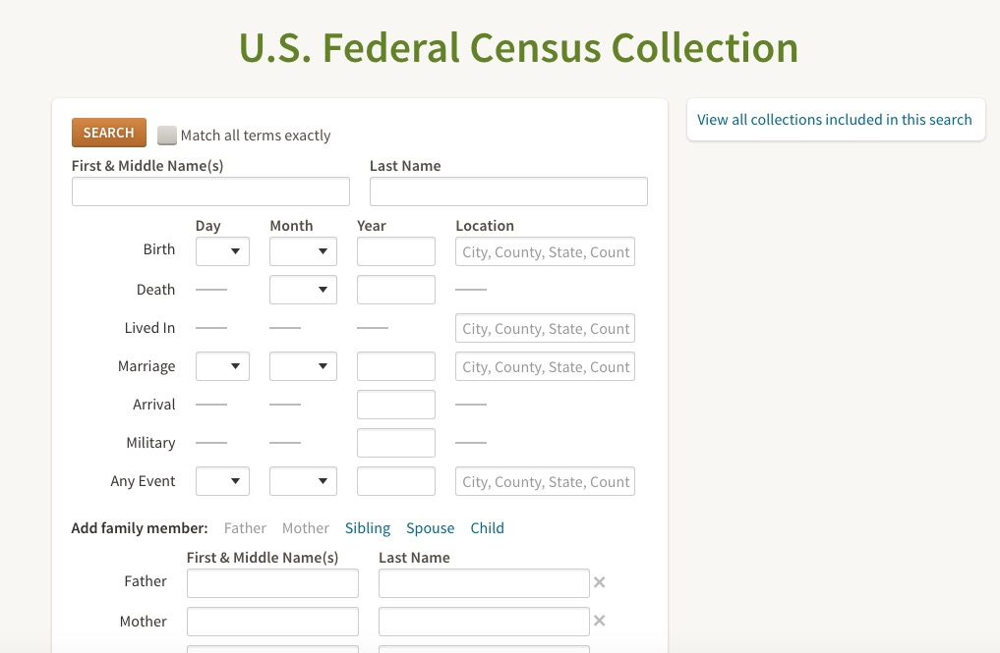 U.S. Federal Census Collection
SEARCH Match all terms exactly
View all collections included in this search
First & Middle Name(s) Last Name
Day Month Year Location
Birth City, County, State, Count
Death
Lived In City, County, State, Count
Marriage City, County, State, Count
Arrival
Military
Any Event City, County, State, Count
Add family member: Father Mother Sibling Spouse Child
First & Middle Name(s) Last Name
Father
Mother